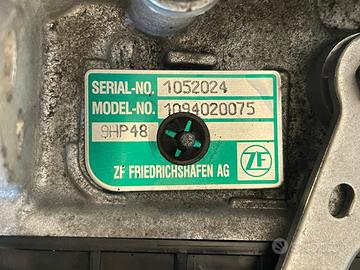 SERIAL-NO. 1052024
MODEL-NO. 1094020075
9HP48
ZF FRIEDRICHSHAFEN AG
ZF